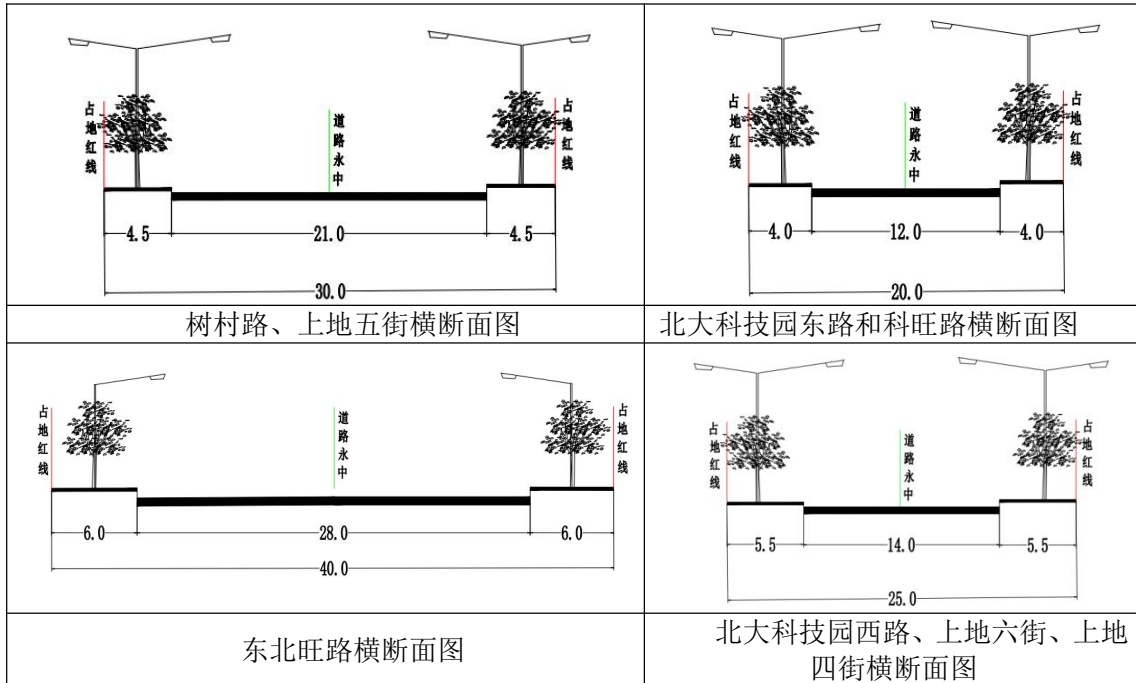 占地红线
道路永中
占地红线
4.5
21.0
4.5
30.0
树村路、上地五街横断面图
占地红线
道路永中
占地红线
4.0
12.0
4.0
20.0
北大科技园东路和科旺路横断面图
占地红线
道路永中
占地红线
6.0
28.0
6.0
40.0
东北旺路横断面图
占地红线
道路永中
占地红线
5.5
14.0
5.5
25.0
北大科技园西路、上地六街、上地
四街横断面图